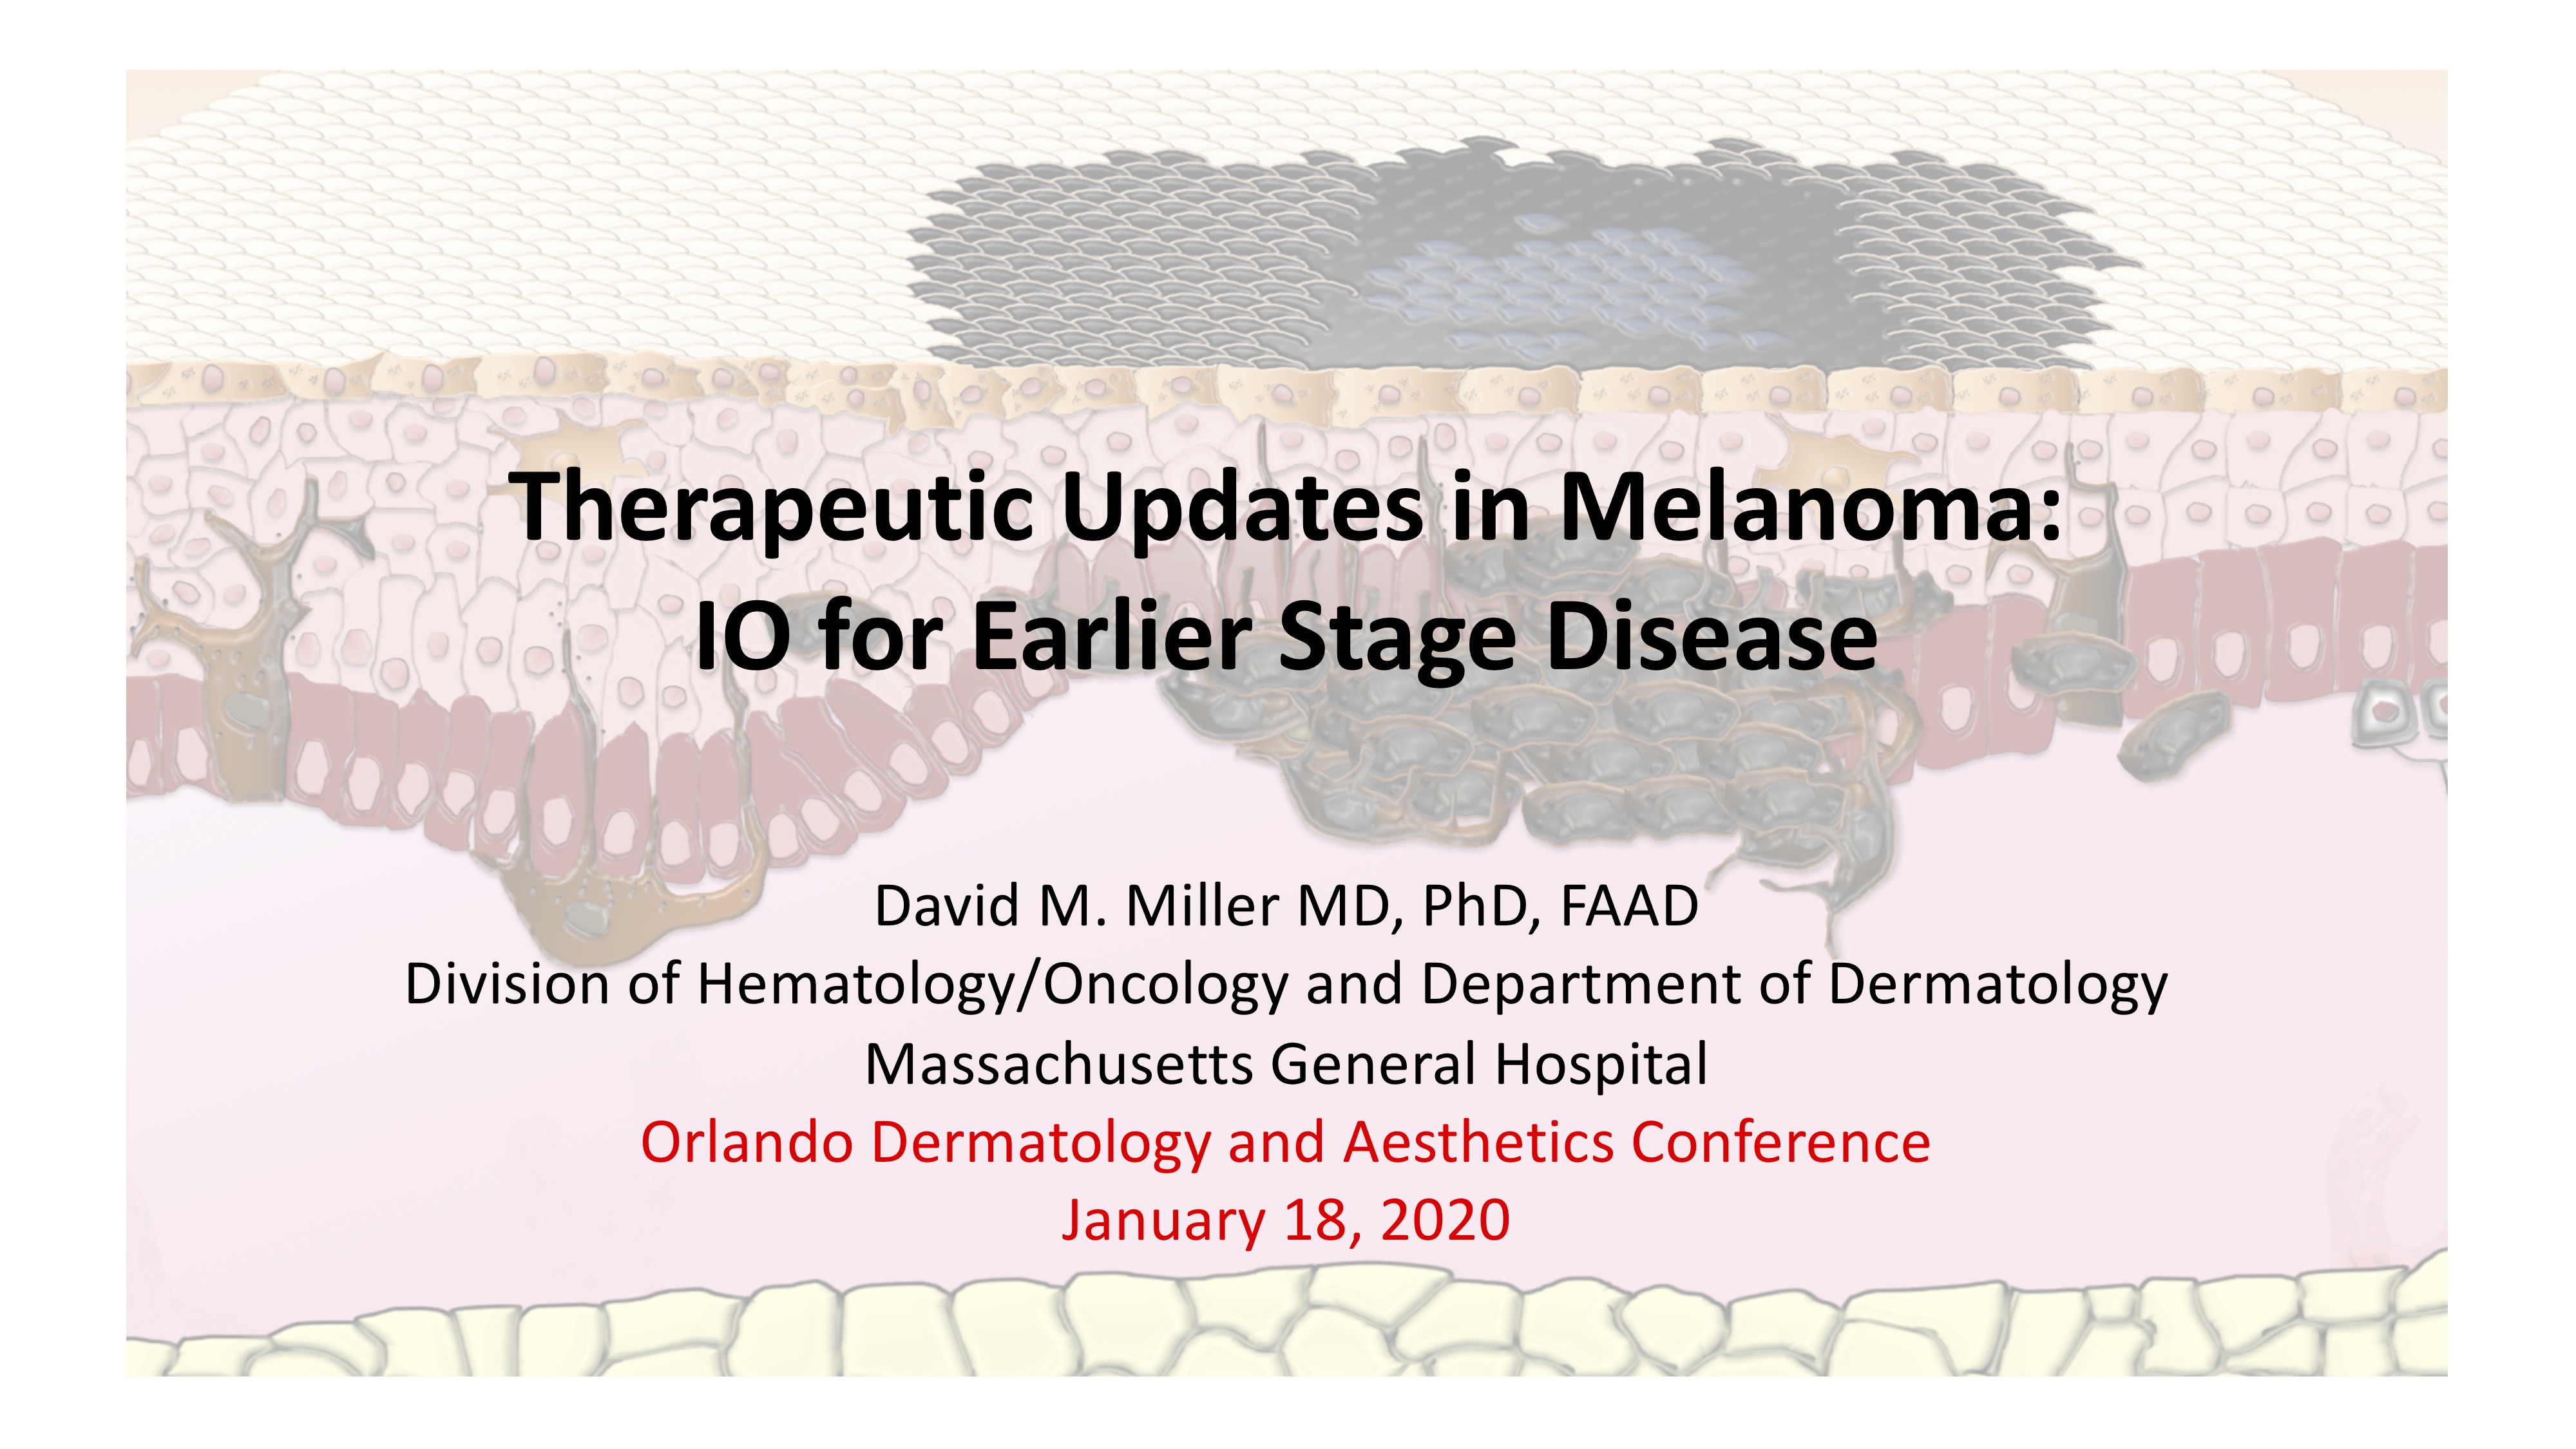 Therapeutic Updates in Melanoma:
IO for Earlier Stage Disease
David M. Miller MD, PhD, FAAD
Division of Hematology/Oncology and Department of Dermatology
Massachusetts General Hospital
Orlando Dermatology and Aesthetics Conference
January 18, 2020